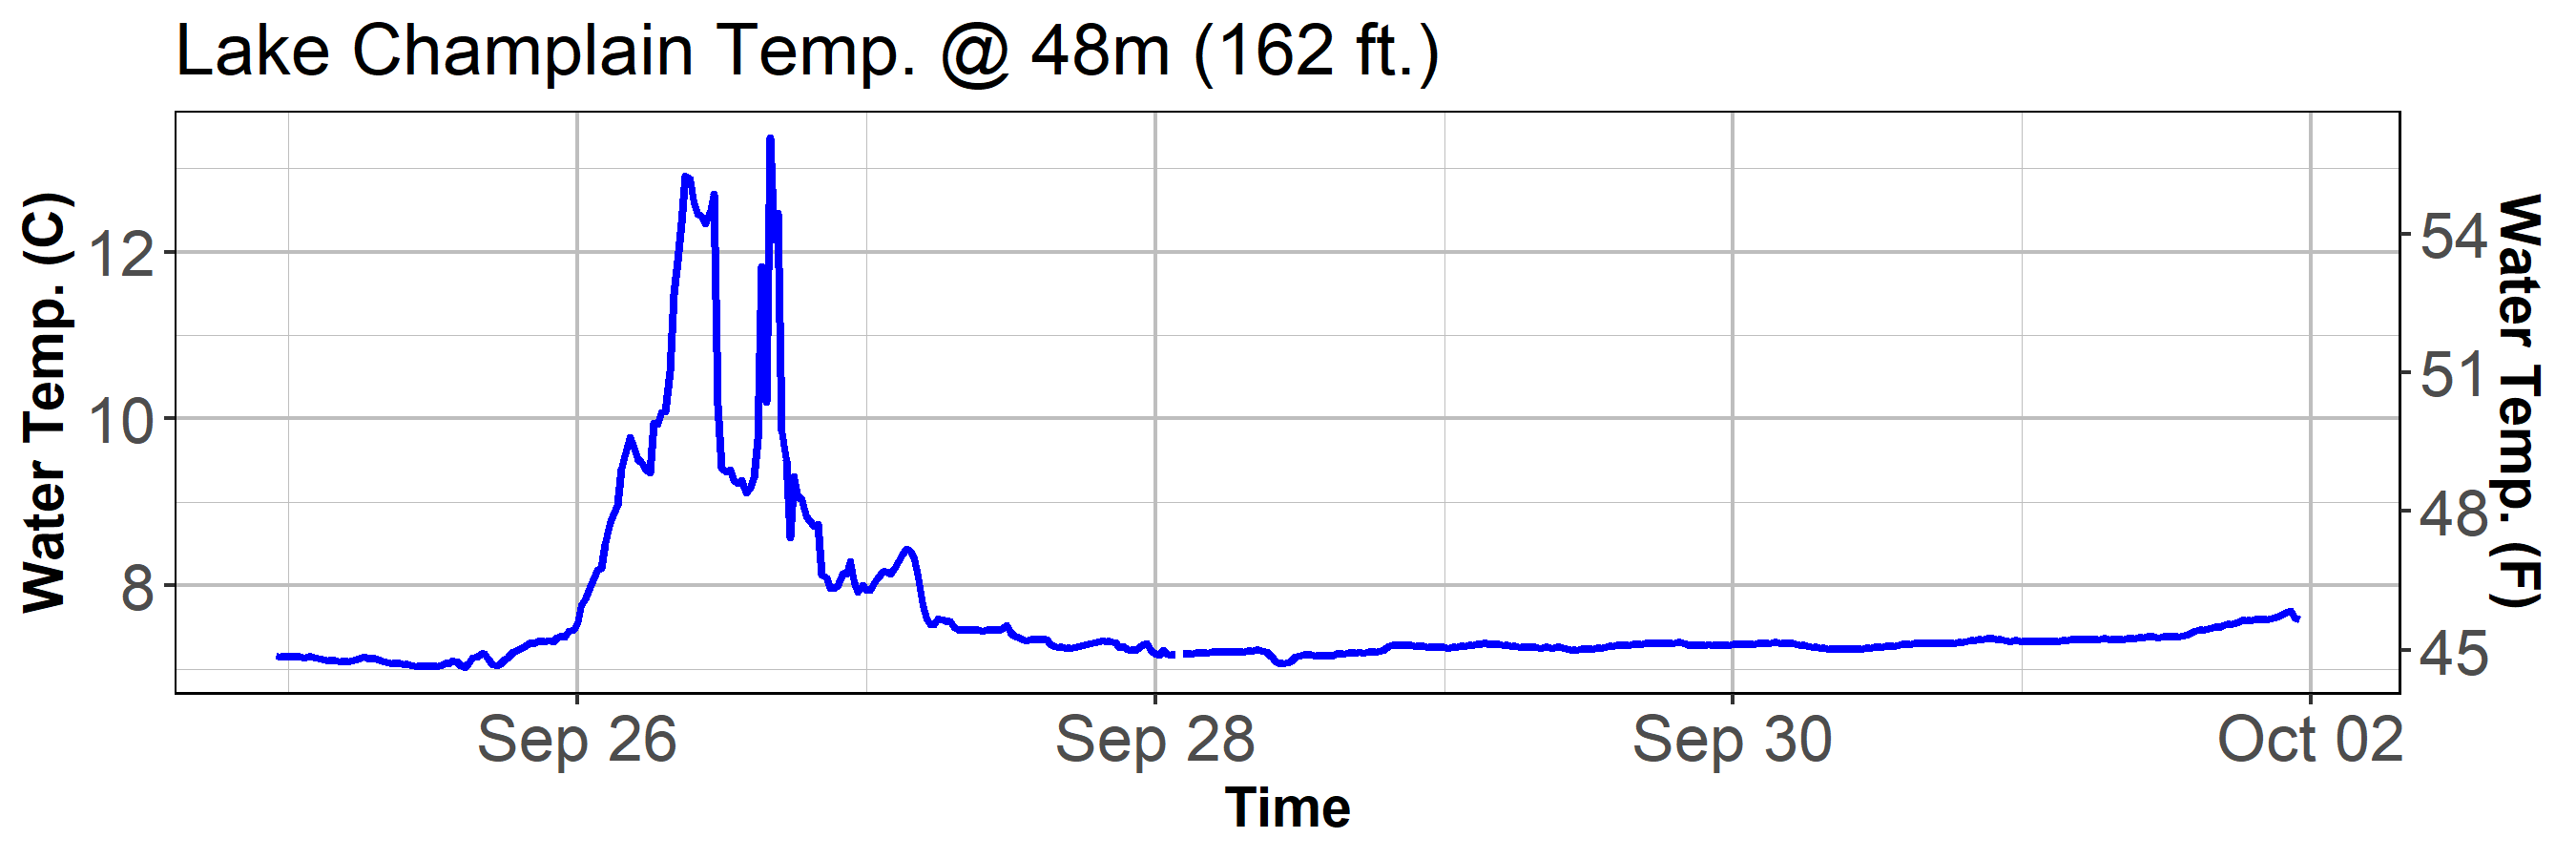 Lake Champlain Temp. @ 48m (162 ft.)
Water Temp. (C)
12
10
8
54
51
48
45
Water Temp. (F)
Sep 26
Sep 28
Sep 30
Oct 02
Time